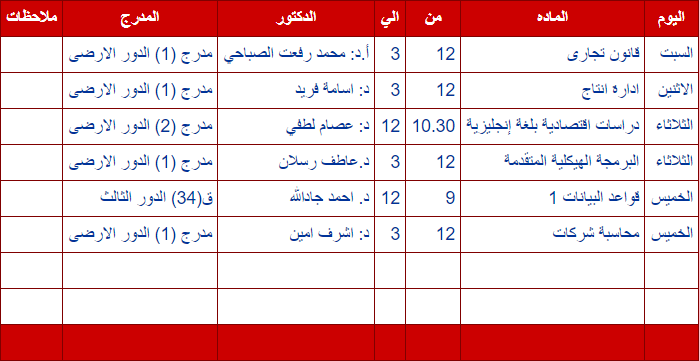 اليوم الماده من الي الدكتور المدرج ملاحظات
السبت قانون تجارى 12 3 أ.د: محمد رفعت الصباحي مدرج (1) الدور الارضى
الاثنين ادارة انتاج 12 3 د: اسامة فريد مدرج (1) الدور الارضى
الثلاثاء دراسات اقتصادية بلغة إنجليزية 10.30 12 د: عصام لطفي مدرج (2) الدور الارضى
الثلاثاء البرمجة الهيكلية المتقدمة 12 3 د.عاطف رسلان مدرج (1) الدور الارضى
الخميس قواعد البيانات 1 9 12 د. احمد جادالله ق(34) الدور الثالث
الخميس محاسبة شركات 12 3 د: اشرف امين مدرج (1) الدور الارضى